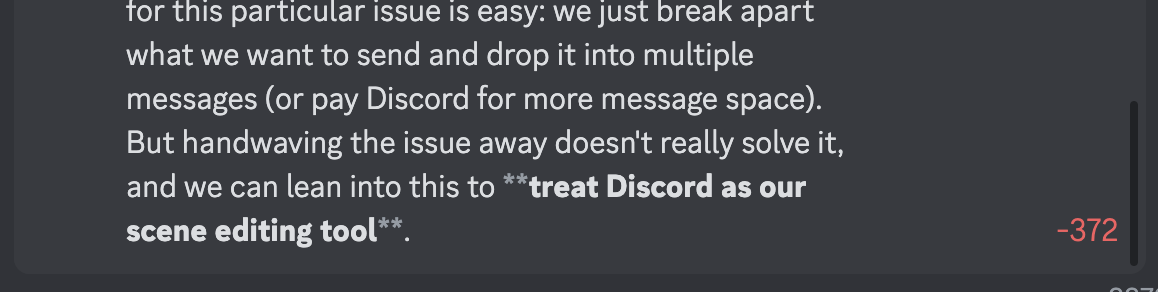 for this particular issue is easy: we just break apart
what we want to send and drop it into multiple
messages (or pay Discord for more message space).
But handwaving the issue away doesn't really solve it,
and we can lean into this to **treat Discord as our
scene editing tool**.
-372